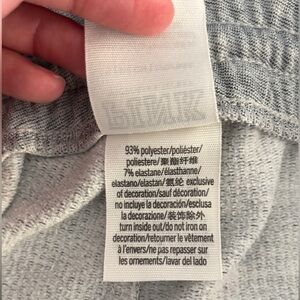 PINK
93% polyester/poliéster/
poliestere/聚酯纤维
7% elastane/élasthanne/
elastano/elastan/氨纶 exclusive
of decoration/sauf décoration/
no incluye la decoración/esclusa
la decorazione/装饰除外
turn inside out/do not iron on
decoration/retourner le vêtement
à l'envers/ne pas repasser sur
les ornements/lavar del lado